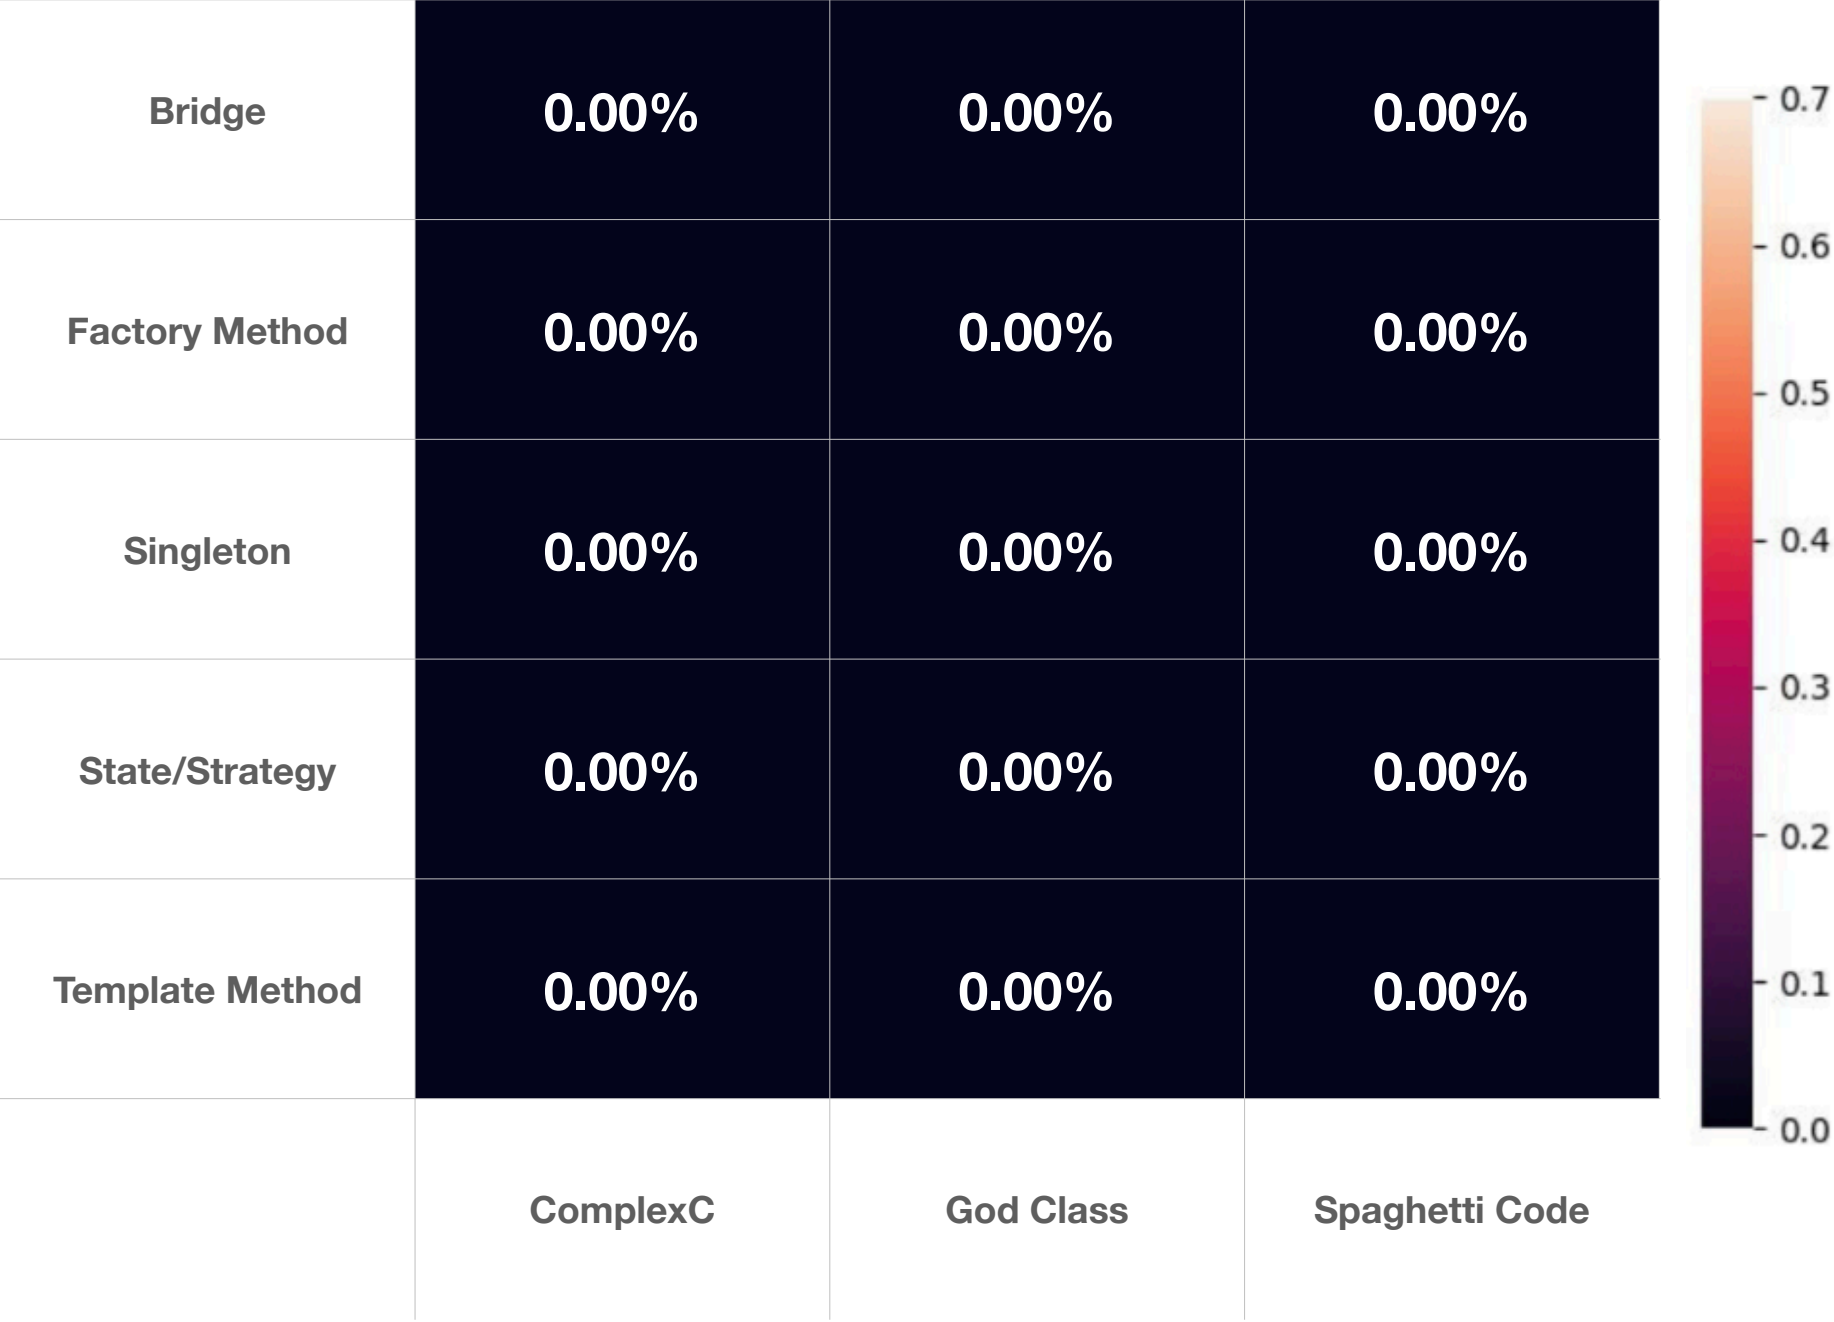 Bridge 0.00% 0.00% 0.00%
Factory Method 0.00% 0.00% 0.00%
Singleton 0.00% 0.00% 0.00%
State/Strategy 0.00% 0.00% 0.00%
Template Method 0.00% 0.00% 0.00%
ComplexC God Class Spaghetti Code
0.7
0.6
0.5
0.4
0.3
0.2
0.1
0.0